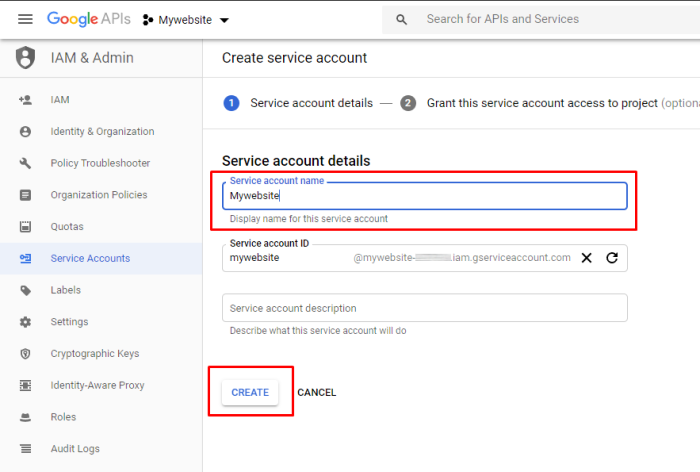 Google APIs
Mywebsite
Search for APIs and Services
IAM & Admin
Create service account
IAM
Identity & Organization
Policy Troubleshooter
Organization Policies
Quotas
Service Accounts
Labels
Settings
Cryptographic Keys
Identity-Aware Proxy
Roles
Audit Logs
1 Service account details — 2 Grant this service account access to project (optiona
Service account details
Service account name
Mywebsite
Display name for this service account
Service account ID
mywebsite @mywebsite- .iam.gserviceaccount.com
Service account description
Describe what this service account will do
CREATE CANCEL